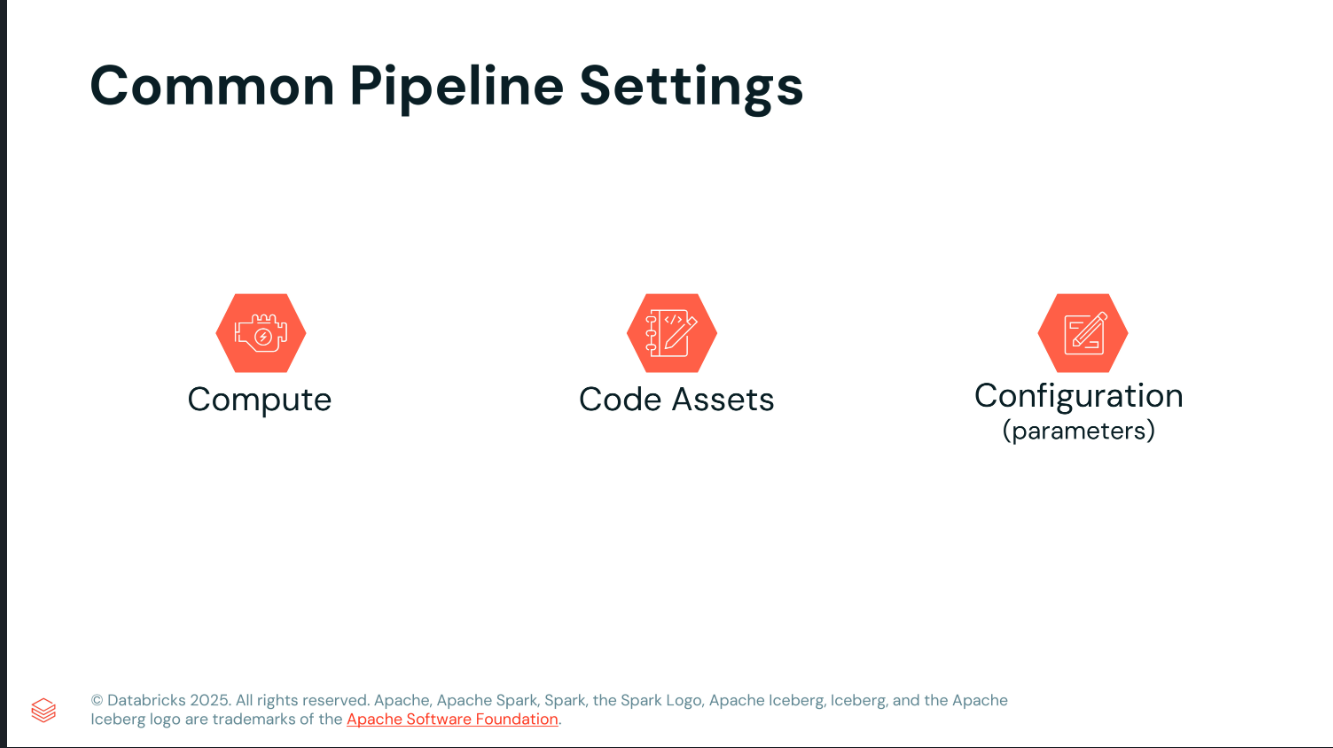 Common Pipeline Settings
Compute
Code Assets
Configuration
(parameters)
© Databricks 2025. All rights reserved. Apache, Apache Spark, Spark, the Spark Logo, Apache Iceberg, Iceberg, and the Apache
Iceberg logo are trademarks of the Apache Software Foundation.